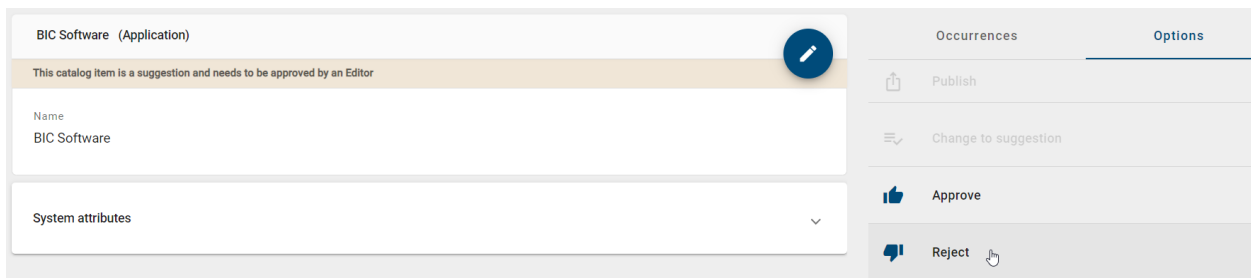 BIC Software (Application)
This catalog item is a suggestion and needs to be approved by an Editor
Name
BIC Software
System attributes
Occurrences Options
Publish
Change to suggestion
Approve
Reject